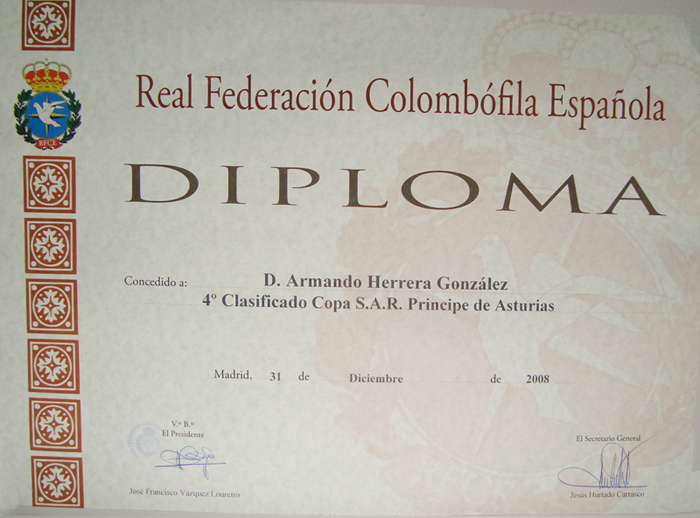 Real Federación Colombófila Española
R.F.C.E.
DIPLOMA
Concedido a: D. Armando Herrera González
4º Clasificado Copa S.A.R. Principe de Asturias
Madrid, 31 de Diciembre de 2008
V.º B.º
El Presidente
José Francisco Vázquez Loureiro
El Secretario General
Jesús Hurtado Carrasco